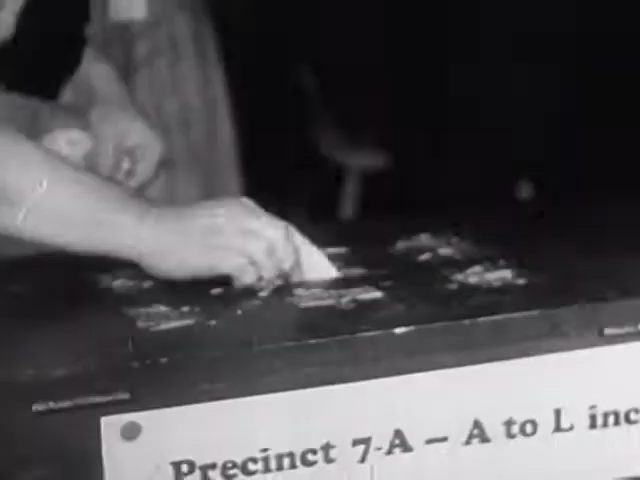 Precinct 7-A – A to L inc